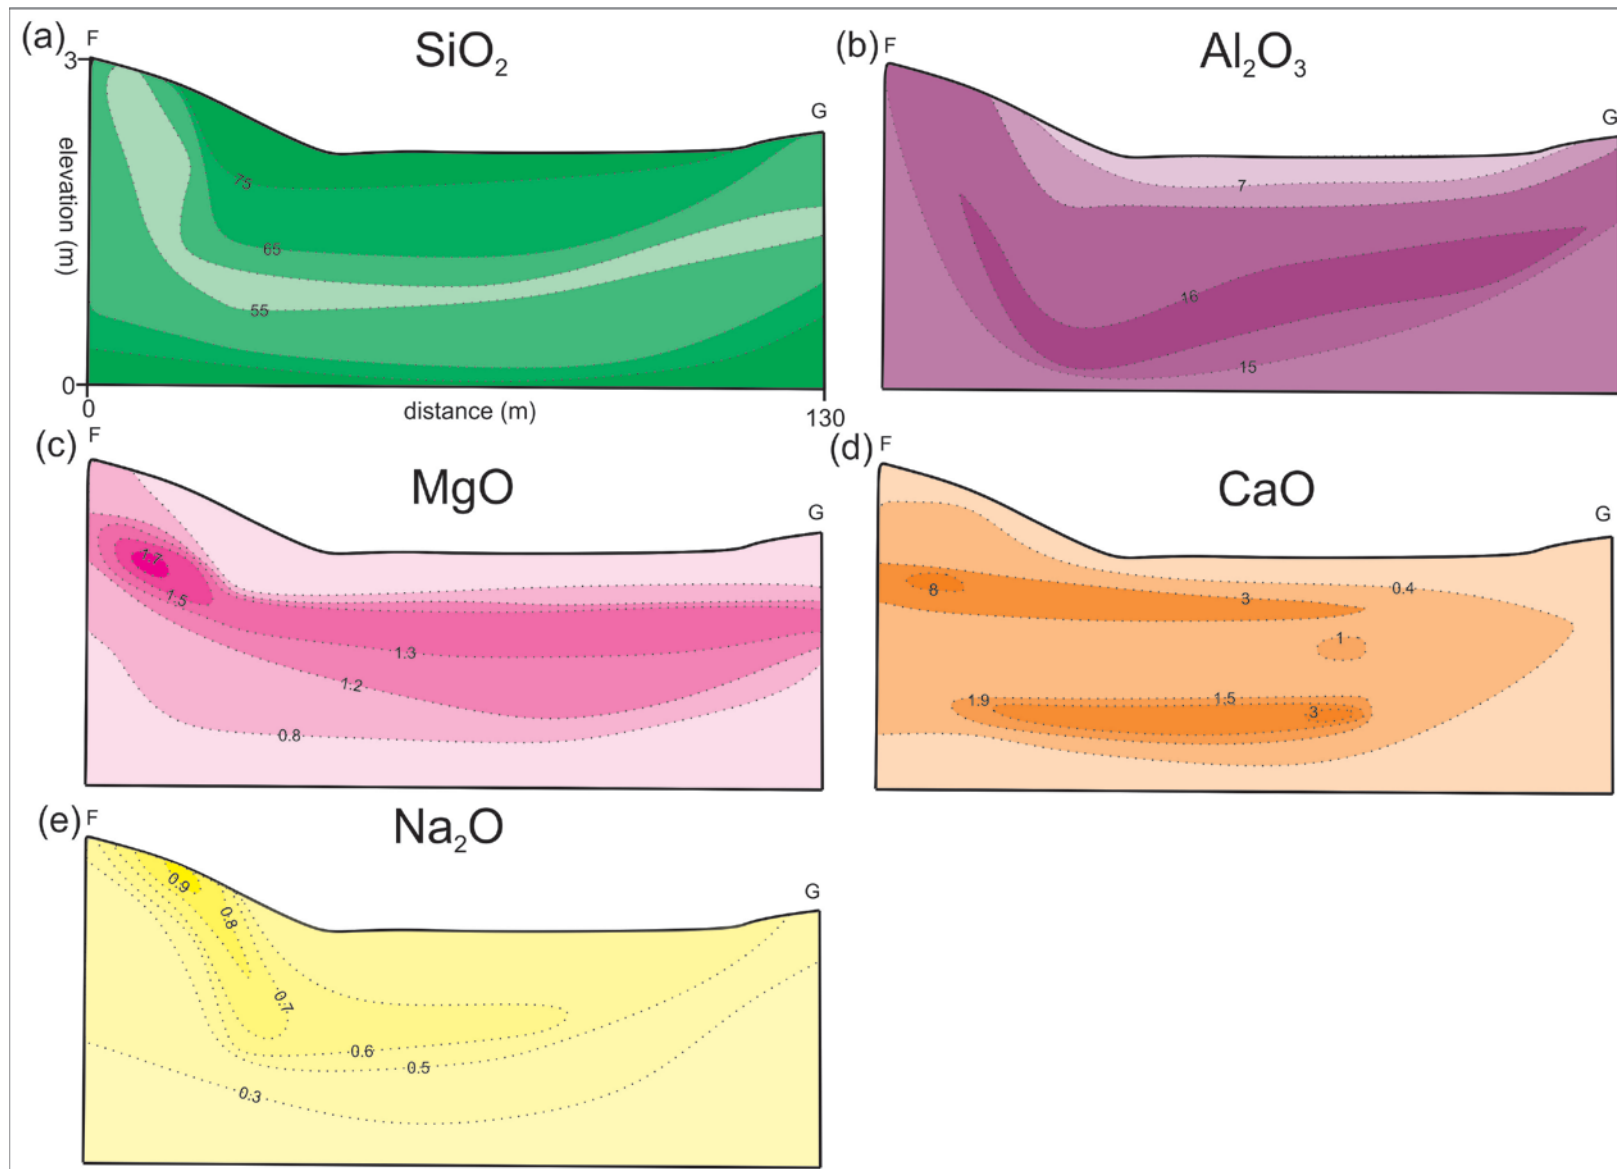 (a) F SiO₂
3
75
65
55
G
elevation (m)
0
0 distance (m) 130
(b) F Al₂O₃
G
7
16
15
(c) F MgO
G
1.7
1.5
1.3
1.2
0.8
(d) F CaO
G
8
3
0.4
1
1.9
1.5
3
(e) F Na₂O
G
0.9
0.8
0.7
0.6
0.5
0.3